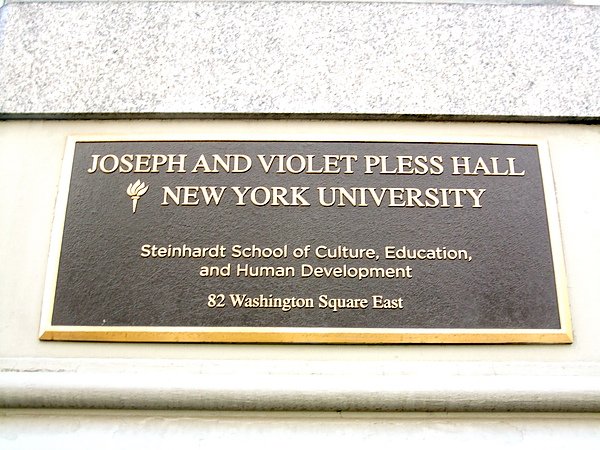 JOSEPH AND VIOLET PLESS HALL
NEW YORK UNIVERSITY
Steinhardt School of Culture, Education,
and Human Development
82 Washington Square East